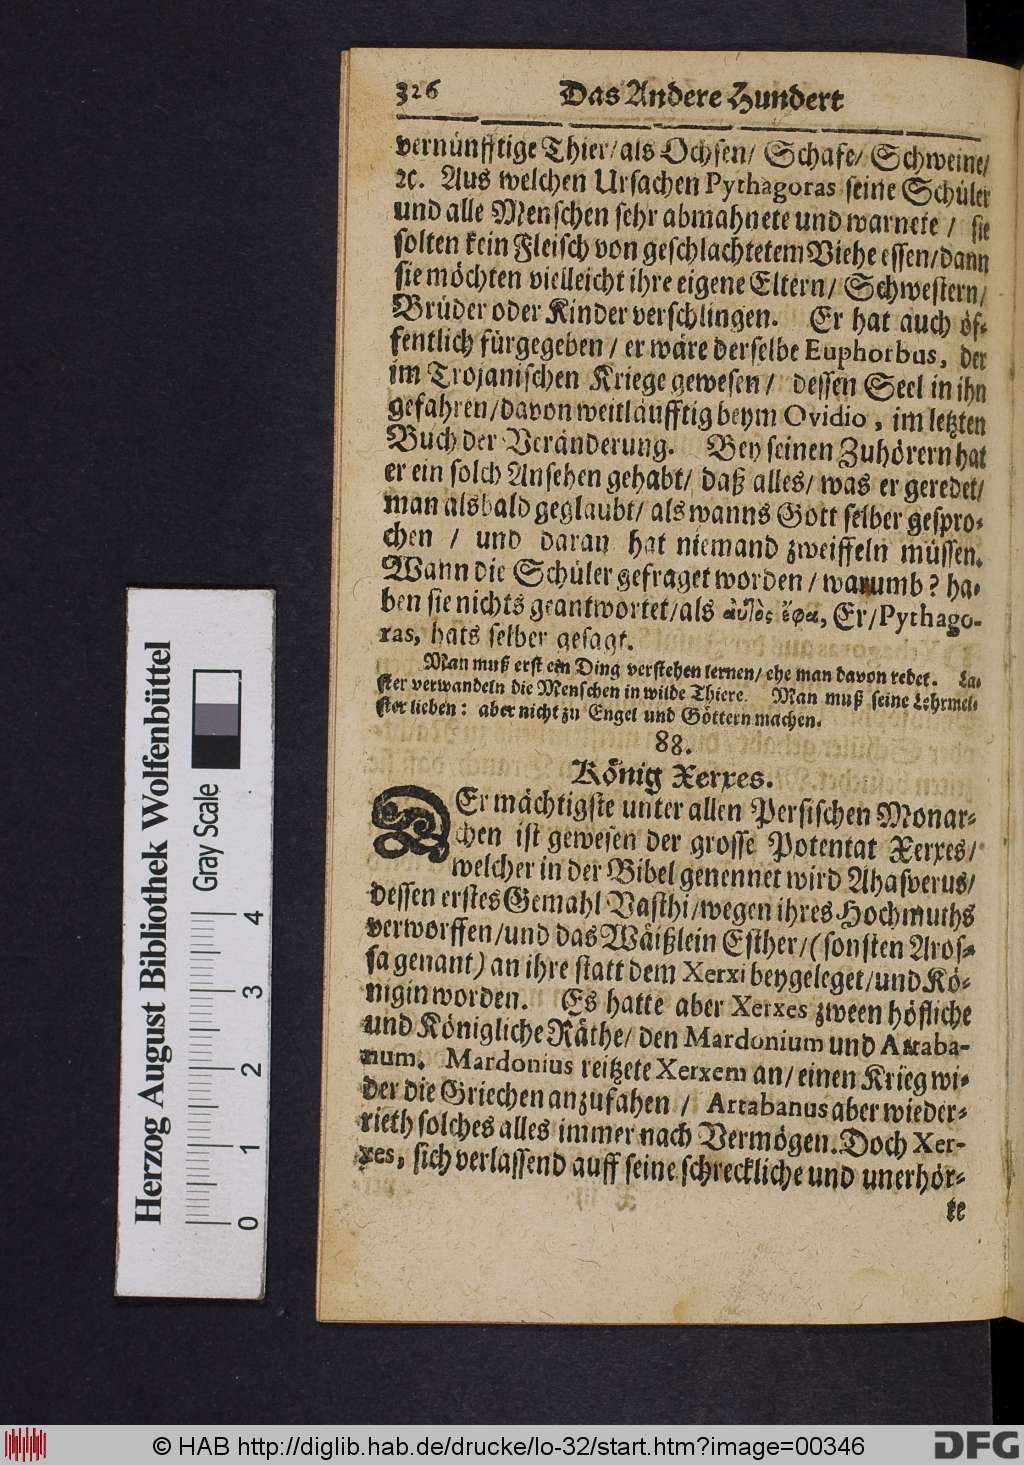 326 Das Andere Hundert
vernünfftige Thier/als Ochsen/ Schafe/ Schweine/
ꝛc. Aus welchen Ursachen Pythagoras seine Schüler
und alle Menschen sehr abmahnete und warnete / sie
solten kein Fleisch von geschlachtetem Viehe essen/dann
sie möchten vielleicht ihre eigene Eltern/ Schwestern/
Brüder oder Kinder verschlingen. Er hat auch öf-
fentlich fürgegeben / er wäre derselbe Euphorbus, der
im Trojanischen Kriege gewesen / dessen Seel in ihn
gefahren/davon weitläufftig beym Ovidio, im letzten
Buch der Veränderung. Bey seinen Zuhörern hat
er ein solch Ansehen gehabt/ daß alles/ was er geredet/
man alsbald geglaubt/ als wanns Gott selber gespro-
chen / und daran hat niemand zweiffeln müssen.
Wann die Schüler gefraget worden / warumb? ha-
ben sie nichts geantwortet/als αὐτὸς ἔφα, Er/Pythago-
ras, hats selber gesagt.
Man muß erst ein Ding verstehen lernen/ ehe man davon redet. La-
ster verwandeln die Menschen in wilde Thiere. Man muß seine Lehrmei-
ster lieben: aber nicht zu Engel und Göttern machen.
88.
König Xerxes.
DEr mächtigste unter allen Persischen Monar-
chen ist gewesen der grosse Potentat Xerxes/
welcher in der Bibel genennet wird Ahasverus/
dessen erstes Gemahl Vasthi/wegen ihres Hochmuths
verworffen/und das Wäißlein Esther/(sonsten Aros-
sa genant) an ihre statt dem Xerxi beygeleget/und Kö-
nigin worden. Es hatte aber Xerxes zween höfliche
und Königliche Räthe/ den Mardonium und Artaba-
num. Mardonius reitzete Xerxem an/ einen Krieg wi-
der die Griechen anzufahen / Artabanus aber wieder-
rieth solches alles immer nach Vermögen. Doch Xer-
xes, sich verlassend auff seine schreckliche und unerhör-
te
Herzog August Bibliothek Wolfenbüttel
Gray Scale
0 1 2 3 4
© HAB http://diglib.hab.de/drucke/lo-32/start.htm?image=00346
DFG